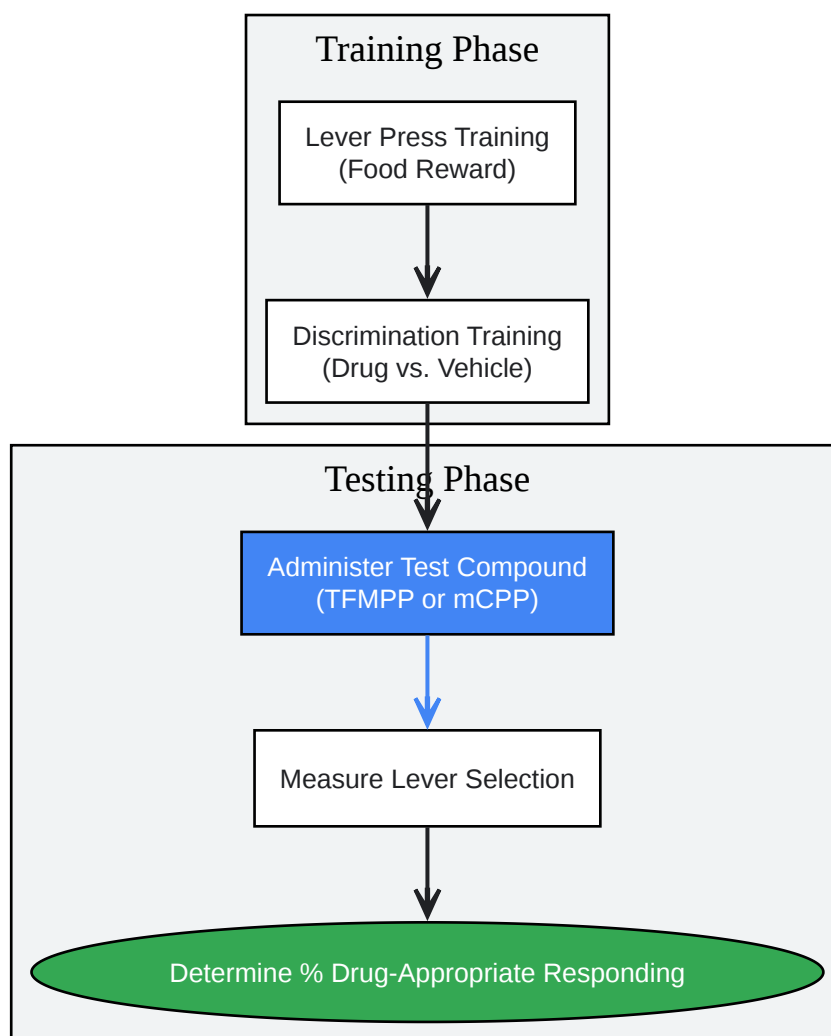 Training Phase
Lever Press Training
(Food Reward)
Discrimination Training
(Drug vs. Vehicle)
Testing Phase
Administer Test Compound
(TFMPP or mCPP)
Measure Lever Selection
Determine % Drug-Appropriate Responding